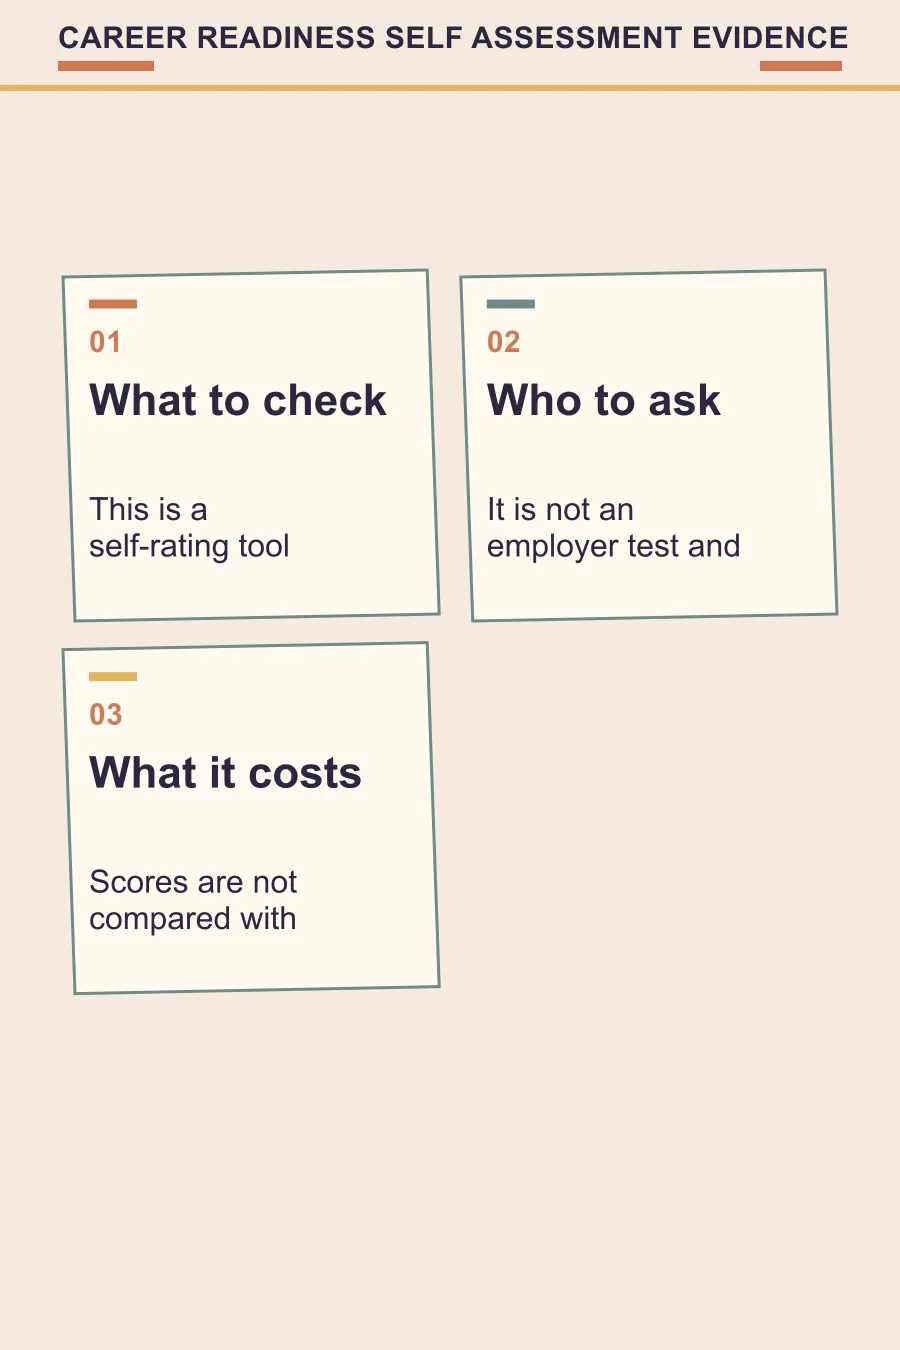 CAREER READINESS SELF ASSESSMENT EVIDENCE
01
What to check
This is a
self-rating tool
02
Who to ask
It is not an
employer test and
03
What it costs
Scores are not
compared with